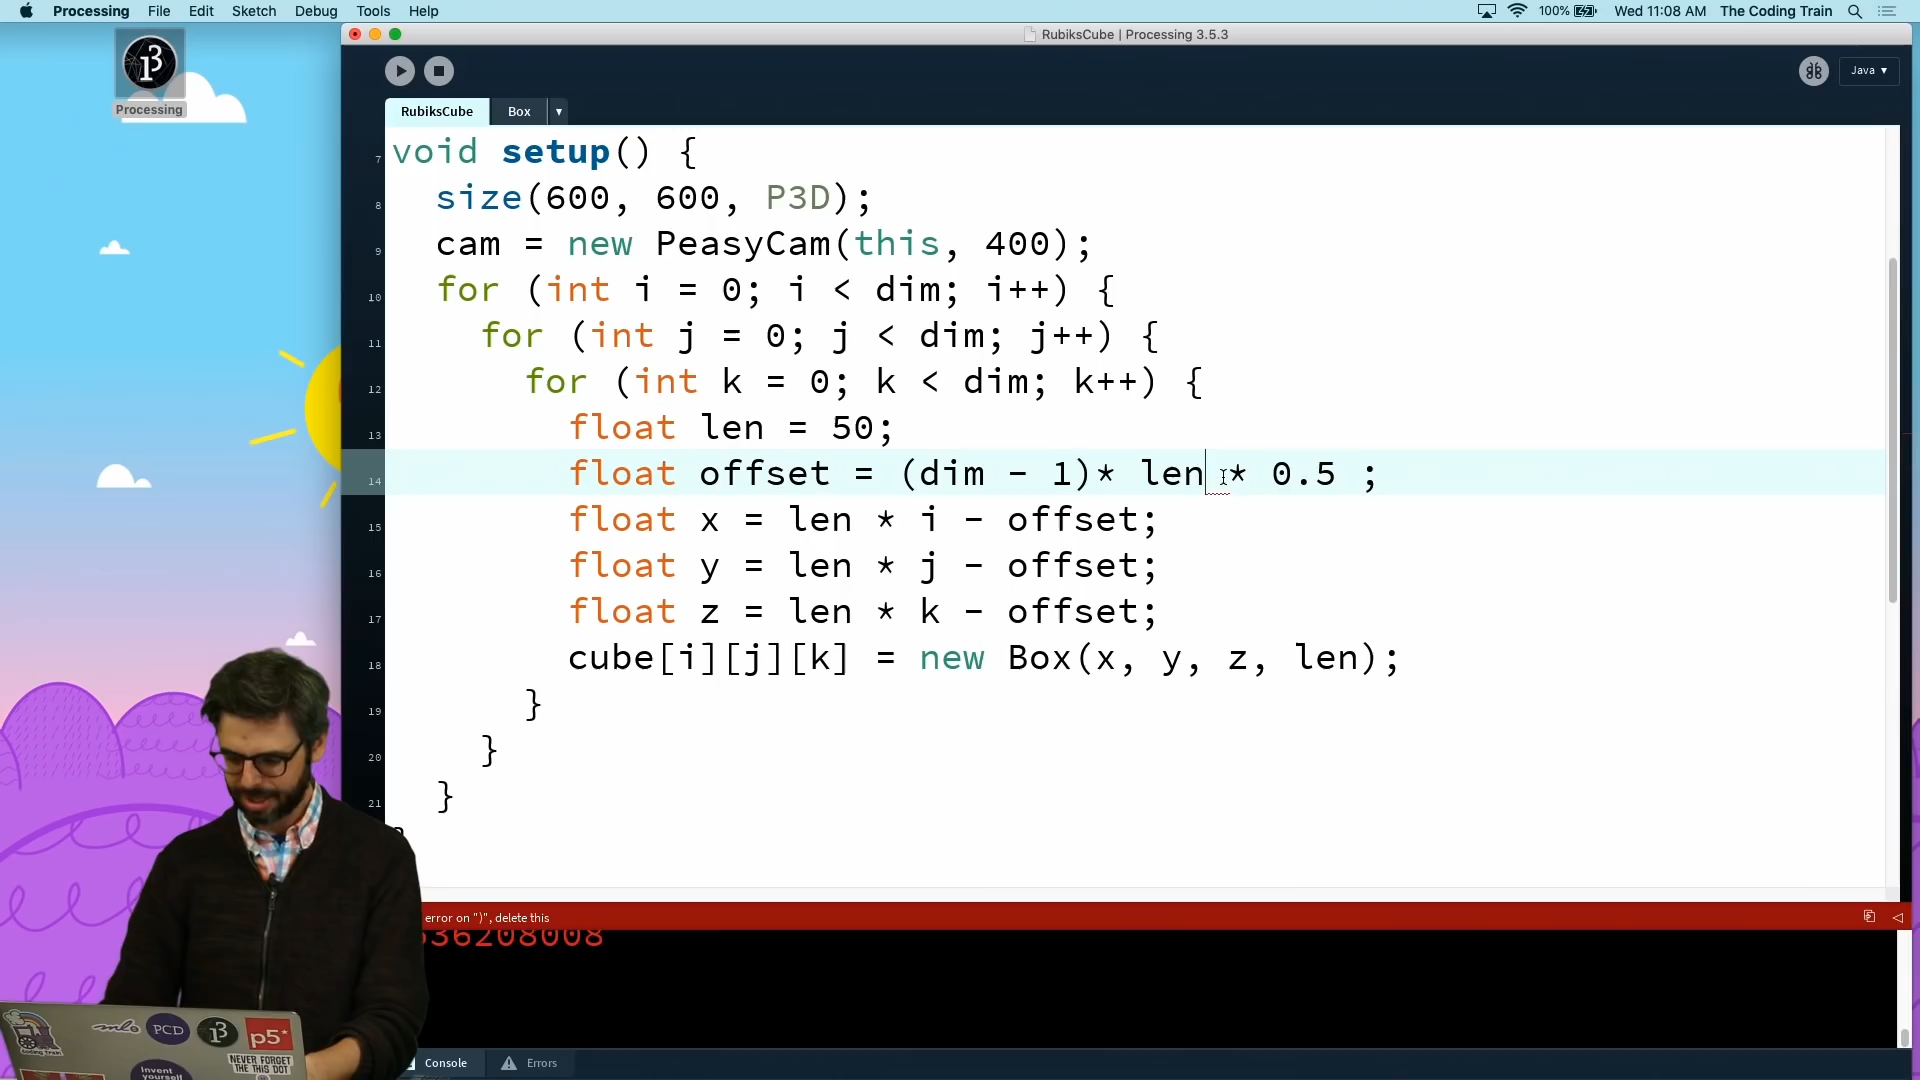 Processing File Edit Sketch Debug Tools Help
100% Wed 11:08 AM The Coding Train
RubiksCube | Processing 3.5.3
Processing
Java ▾
RubiksCube Box ▾
7 void setup() {
8 size(600, 600, P3D);
9 cam = new PeasyCam(this, 400);
10 for (int i = 0; i < dim; i++) {
11 for (int j = 0; j < dim; j++) {
12 for (int k = 0; k < dim; k++) {
13 float len = 50;
14 float offset = (dim - 1)* len * 0.5 ;
15 float x = len * i - offset;
16 float y = len * j - offset;
17 float z = len * k - offset;
18 cube[i][j][k] = new Box(x, y, z, len);
19 }
20 }
21 }
error on ")", delete this
36208008
Console Errors
PCD
p5*
NEVER FORGET
THE THIS DOT
Invent
yourself